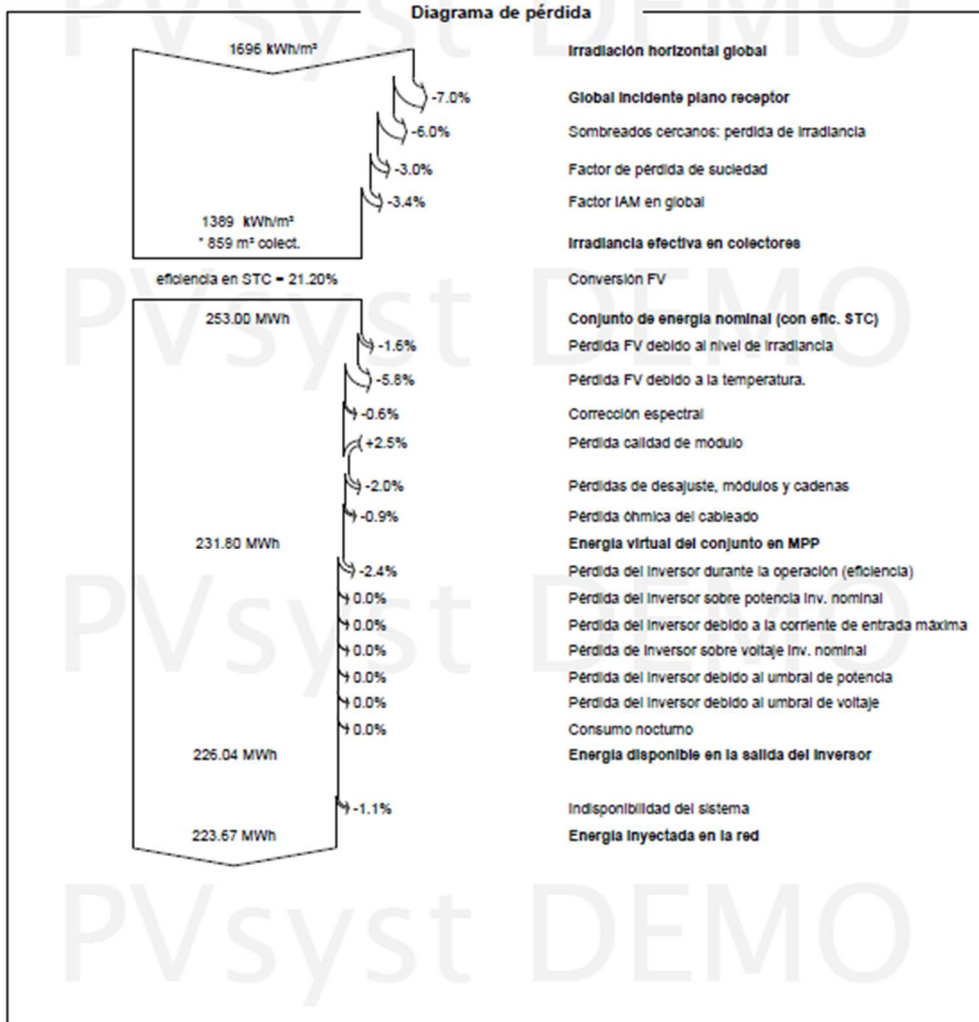 Diagrama de pérdida
1696 kWh/m² Irradiación horizontal global
-7.0% Global incidente plano receptor
-6.0% Sombreados cercanos: perdida de irradiancia
-3.0% Factor de pérdida de suciedad
-3.4% Factor IAM en global
1389 kWh/m²
* 859 m² colect. Irradiancia efectiva en colectores
eficiencia en STC = 21.20% Conversión FV
253.00 MWh Conjunto de energia nominal (con efic. STC)
-1.6% Pérdida FV debido al nivel de irradiancia
-5.8% Pérdida FV debido a la temperatura.
-0.6% Corrección espectral
+2.5% Pérdida calidad de módulo
-2.0% Pérdidas de desajuste, módulos y cadenas
-0.9% Pérdida óhmica del cableado
231.80 MWh Energia virtual del conjunto en MPP
-2.4% Pérdida del inversor durante la operación (eficiencia)
0.0% Pérdida del inversor sobre potencia inv. nominal
0.0% Pérdida del inversor debido a la corriente de entrada máxima
0.0% Pérdida de inversor sobre voltaje inv. nominal
0.0% Pérdida del inversor debido al umbral de potencia
0.0% Pérdida del inversor debido al umbral de voltaje
0.0% Consumo nocturno
226.04 MWh Energia disponible en la salida del inversor
-1.1% Indisponibilidad del sistema
223.67 MWh Energia inyectada en la red
PVsyst DEMO
PVsyst DEMO
PVsyst DEMO
PVsyst DEMO